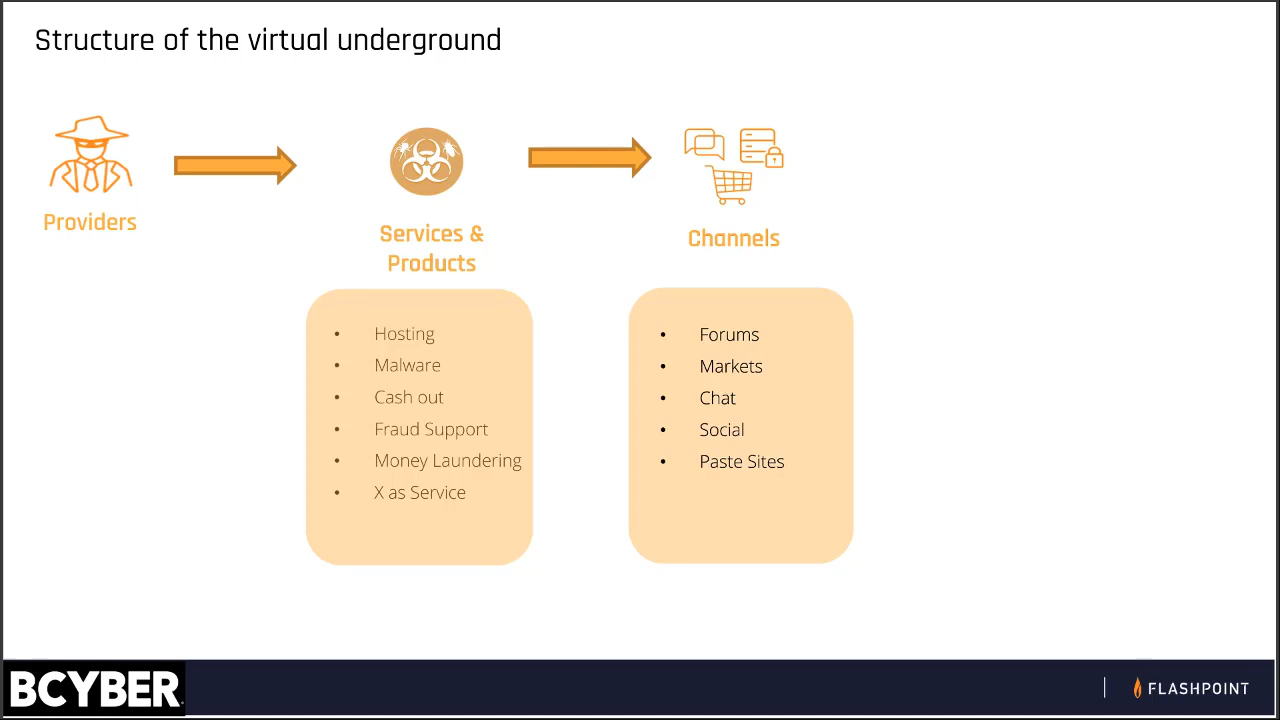 Structure of the virtual underground
Providers
Services &
Products
Channels
• Hosting
• Malware
• Cash out
• Fraud Support
• Money Laundering
• X as Service
• Forums
• Markets
• Chat
• Social
• Paste Sites
BCYBER
FLASHPOINT